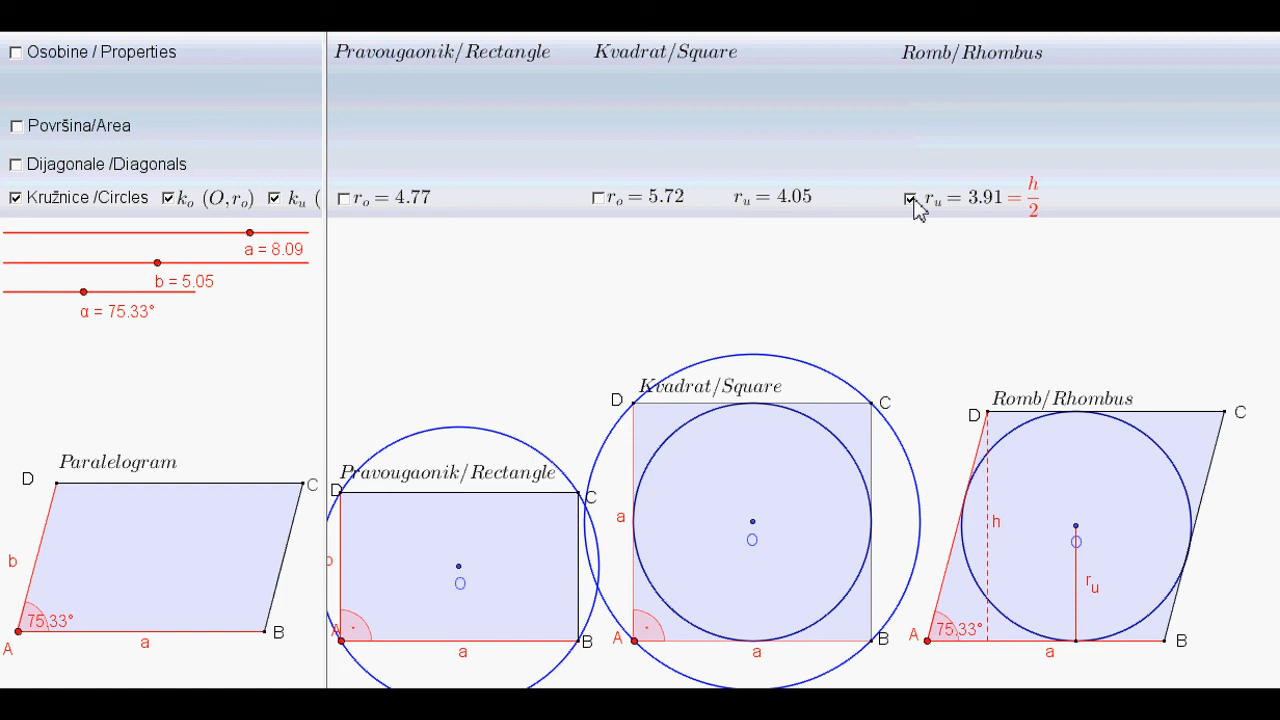 Osobine / Properties
Pravougaonik/Rectangle
Kvadrat/Square
Romb/Rhombus
Površina/Area
Dijagonale /Diagonals
Kružnice /Circles
k_o (O, r_o)
k_u (
r_o = 4.77
r_o = 5.72
r_u = 4.05
r_u = 3.91 = h/2
a = 8.09
b = 5.05
α = 75.33°
Paralelogram
D
C
b
75.33°
A
a
B
Pravougaonik/Rectangle
D
C
b
O
A
a
B
Kvadrat/Square
D
C
a
O
A
a
B
Romb/Rhombus
D
C
h
O
r_u
75.33°
A
a
B